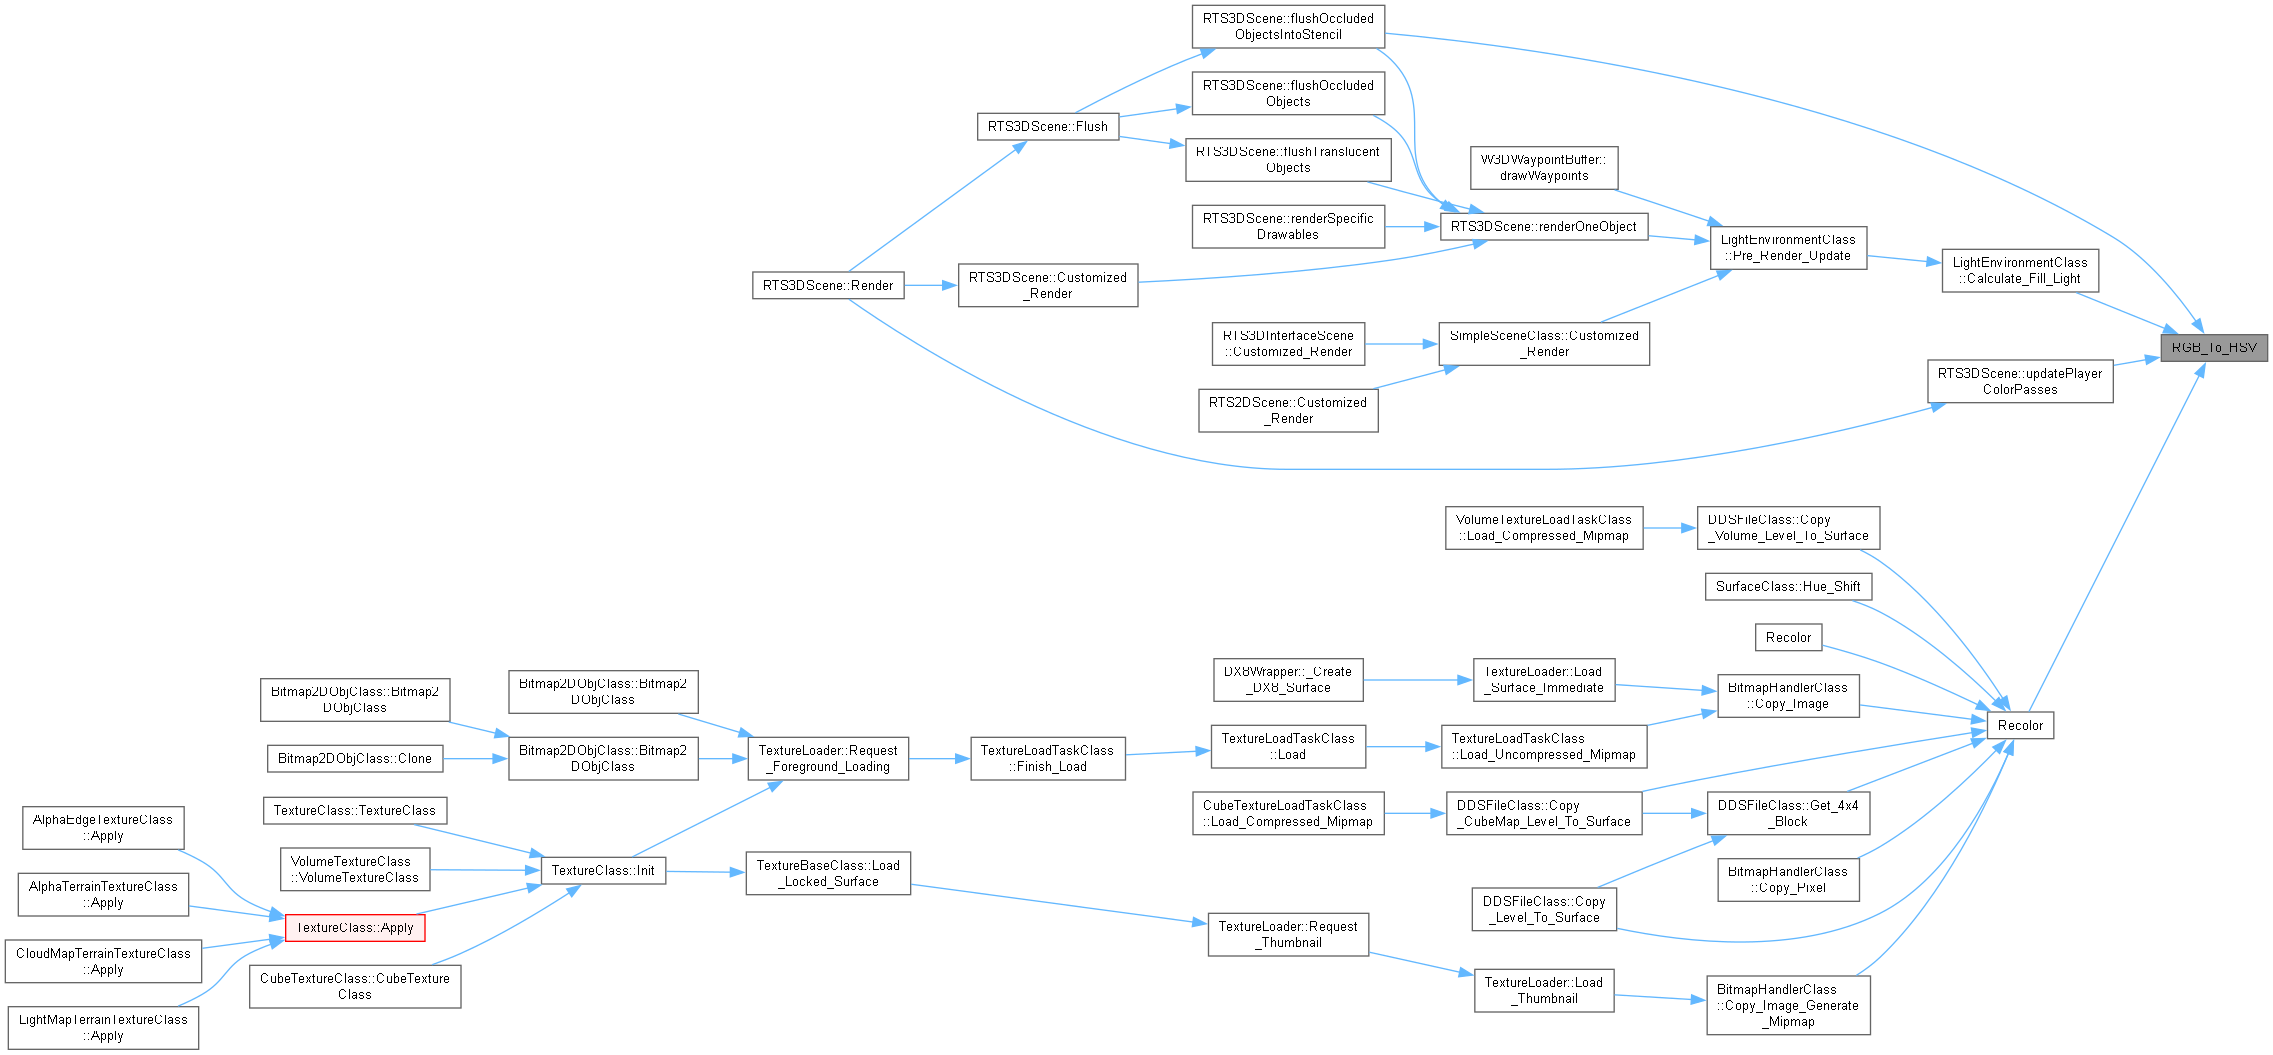 RTS3DScene::flushOccluded
ObjectsIntoStencil
RTS3DScene::flushOccluded
Objects
RTS3DScene::Flush
RTS3DScene::flushTranslucent
Objects
W3DWaypointBuffer::
drawWaypoints
RTS3DScene::renderSpecific
Drawables
RTS3DScene::renderOneObject
LightEnvironmentClass
::Pre_Render_Update
LightEnvironmentClass
::Calculate_Fill_Light
RTS3DScene::Render
RTS3DScene::Customized
_Render
RTS3DInterfaceScene
::Customized_Render
SimpleSceneClass::Customized
_Render
RGB_To_HSV
RTS3DScene::updatePlayer
ColorPasses
RTS2DScene::Customized
_Render
VolumeTextureLoadTaskClass
::Load_Compressed_Mipmap
DDSFileClass::Copy
_Volume_Level_To_Surface
SurfaceClass::Hue_Shift
Recolor
DX8Wrapper::_Create
_DX8_Surface
TextureLoader::Load
_Surface_Immediate
BitmapHandlerClass
::Copy_Image
Bitmap2DObjClass::Bitmap2
DObjClass
Bitmap2DObjClass::Bitmap2
DObjClass
Recolor
Bitmap2DObjClass::Clone
Bitmap2DObjClass::Bitmap2
DObjClass
TextureLoader::Request
_Foreground_Loading
TextureLoadTaskClass
::Finish_Load
TextureLoadTaskClass
::Load
TextureLoadTaskClass
::Load_Uncompressed_Mipmap
TextureClass::TextureClass
CubeTextureLoadTaskClass
::Load_Compressed_Mipmap
DDSFileClass::Copy
_CubeMap_Level_To_Surface
DDSFileClass::Get_4x4
_Block
AlphaEdgeTextureClass
::Apply
VolumeTextureClass
::VolumeTextureClass
TextureClass::Init
TextureBaseClass::Load
_Locked_Surface
BitmapHandlerClass
::Copy_Pixel
AlphaTerrainTextureClass
::Apply
DDSFileClass::Copy
_Level_To_Surface
TextureClass::Apply
TextureLoader::Request
_Thumbnail
CloudMapTerrainTextureClass
::Apply
CubeTextureClass::CubeTexture
Class
TextureLoader::Load
_Thumbnail
BitmapHandlerClass
::Copy_Image_Generate
_Mipmap
LightMapTerrainTextureClass
::Apply